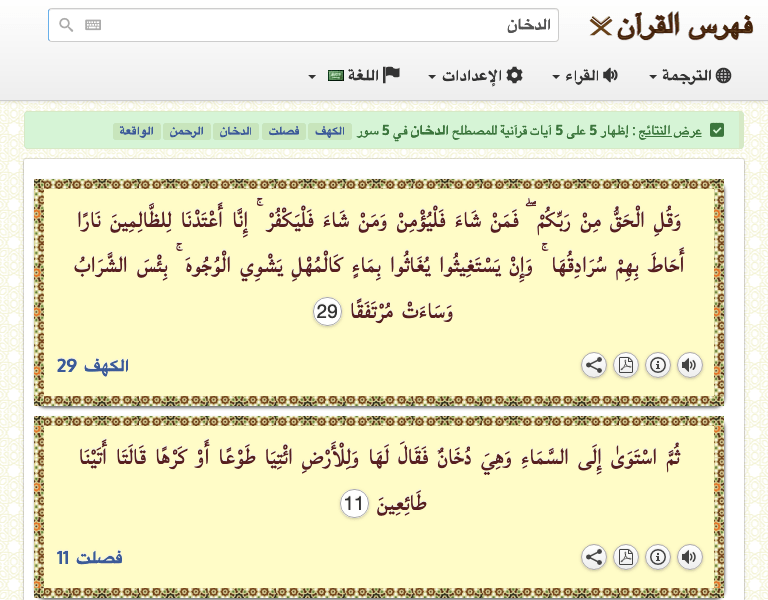 فهرس القرآن
الدخان
الترجمة
القراء
الإعدادات
اللغة
عرض النتائج : إظهار 5 على 5 آيات قرآنية للمصطلح الدخان في 5 سور الكهف فصلت الدخان الرحمن الواقعة
وَقُلِ الْحَقُّ مِنْ رَبِّكُمْ ۖ فَمَنْ شَاءَ فَلْيُؤْمِنْ وَمَنْ شَاءَ فَلْيَكْفُرْ ۚ إِنَّا أَعْتَدْنَا لِلظَّالِمِينَ نَارًا
أَحَاطَ بِهِمْ سُرَادِقُهَا ۚ وَإِنْ يَسْتَغِيثُوا يُغَاثُوا بِمَاءٍ كَالْمُهْلِ يَشْوِي الْوُجُوهَ ۚ بِئْسَ الشَّرَابُ
وَسَاءَتْ مُرْتَفَقًا 29
الكهف 29
ثُمَّ اسْتَوَىٰ إِلَى السَّمَاءِ وَهِيَ دُخَانٌ فَقَالَ لَهَا وَلِلْأَرْضِ ائْتِيَا طَوْعًا أَوْ كَرْهًا قَالَتَا أَتَيْنَا
طَائِعِينَ 11
فصلت 11